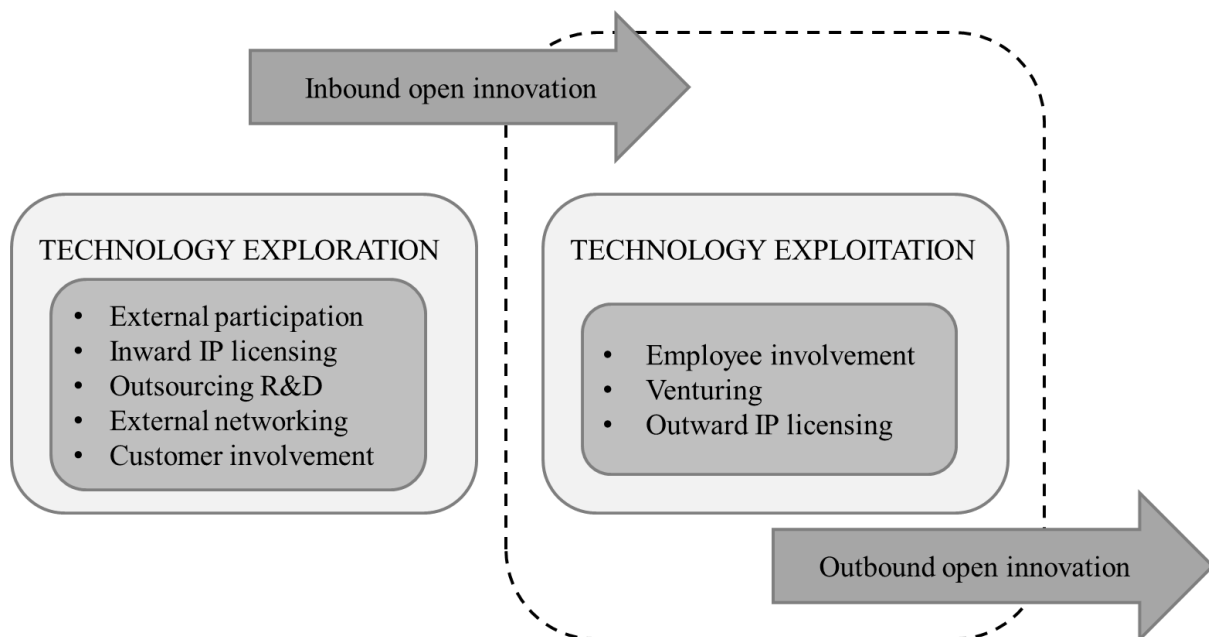 Inbound open innovation
TECHNOLOGY EXPLORATION
• External participation
• Inward IP licensing
• Outsourcing R&D
• External networking
• Customer involvement
TECHNOLOGY EXPLOITATION
• Employee involvement
• Venturing
• Outward IP licensing
Outbound open innovation